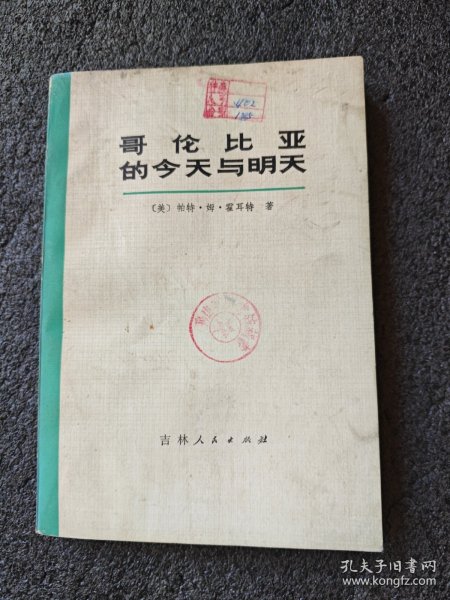 402
哥伦比亚
的今天与明天
〔美〕帕特·姆·霍耳特 著
吉林人民出版社
孔夫子旧书网
www.kongfz.com